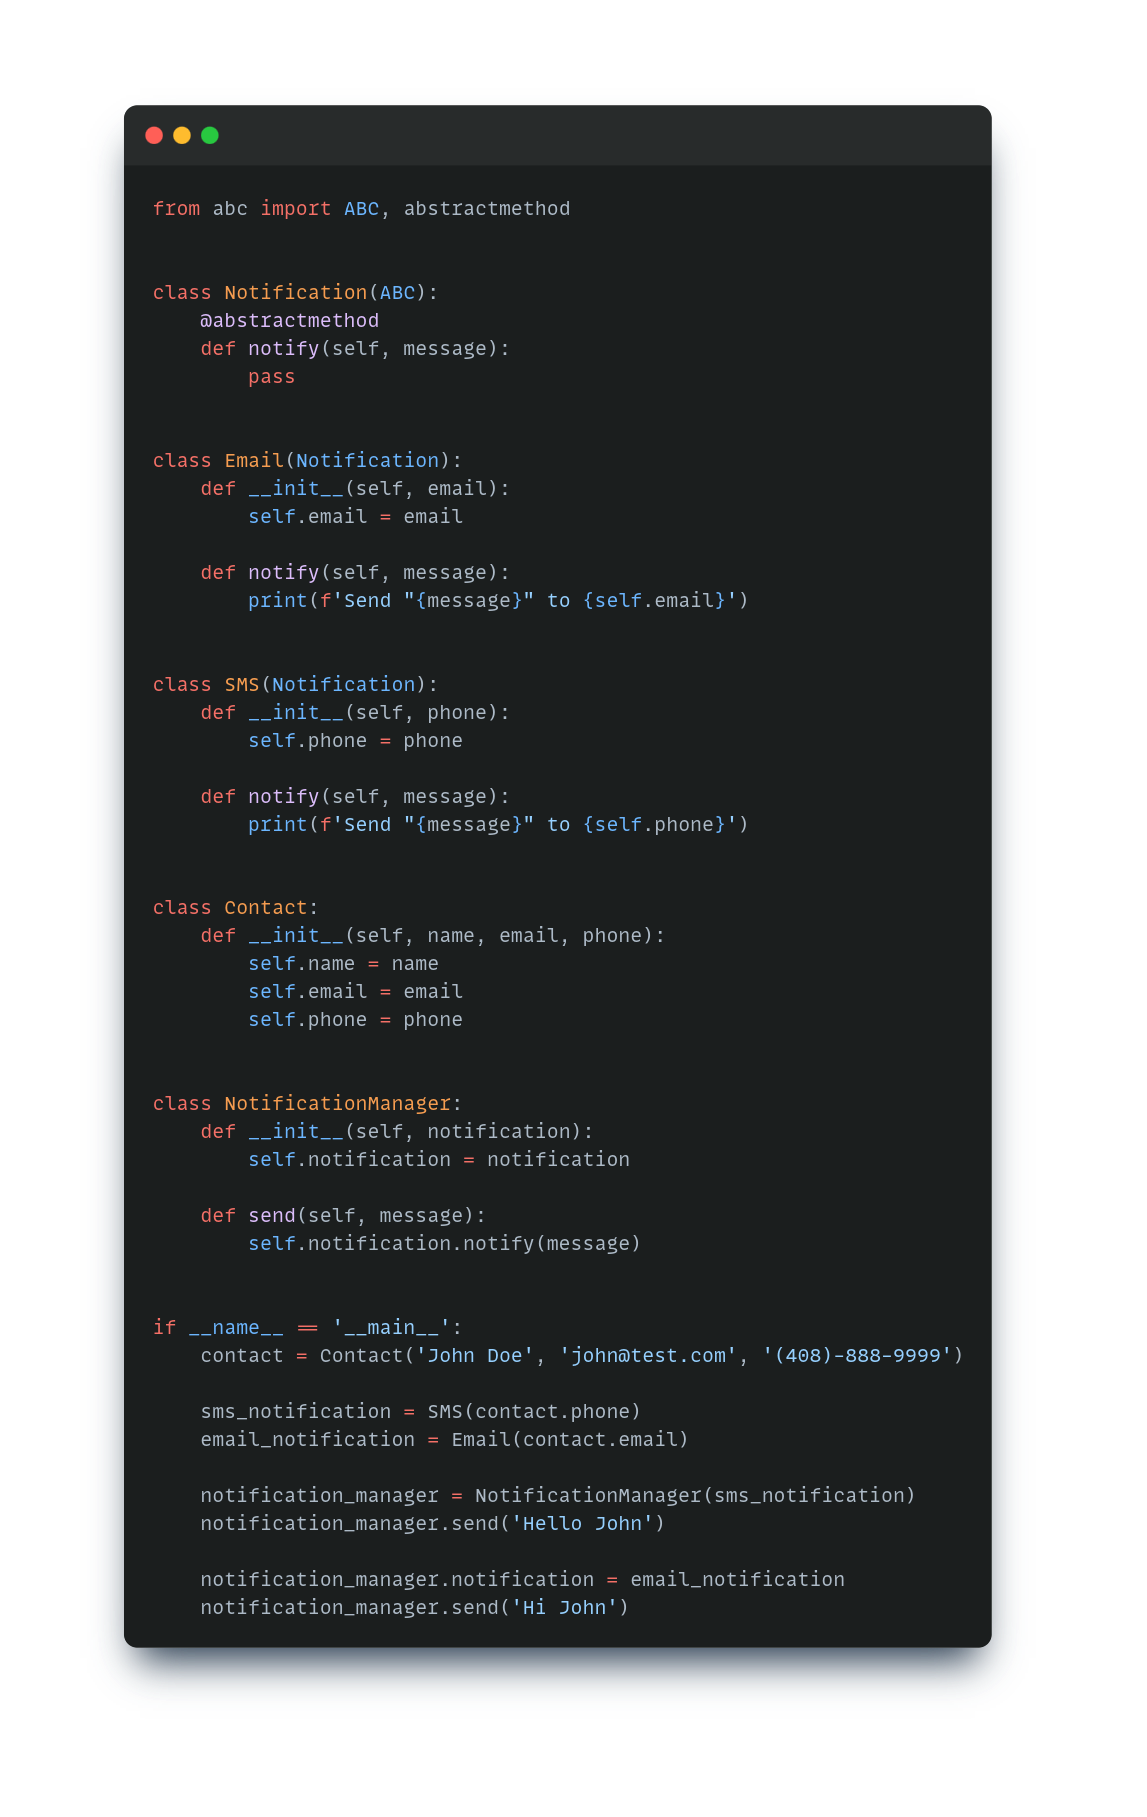 from abc import ABC, abstractmethod
class Notification(ABC):
    @abstractmethod
    def notify(self, message):
        pass
class Email(Notification):
    def __init__(self, email):
        self.email = email
    def notify(self, message):
        print(f'Send "{message}" to {self.email}')
class SMS(Notification):
    def __init__(self, phone):
        self.phone = phone
    def notify(self, message):
        print(f'Send "{message}" to {self.phone}')
class Contact:
    def __init__(self, name, email, phone):
        self.name = name
        self.email = email
        self.phone = phone
class NotificationManager:
    def __init__(self, notification):
        self.notification = notification
    def send(self, message):
        self.notification.notify(message)
if __name__ == '__main__':
    contact = Contact('John Doe', 'john@test.com', '(408)-888-9999')
    sms_notification = SMS(contact.phone)
    email_notification = Email(contact.email)
    notification_manager = NotificationManager(sms_notification)
    notification_manager.send('Hello John')
    notification_manager.notification = email_notification
    notification_manager.send('Hi John')